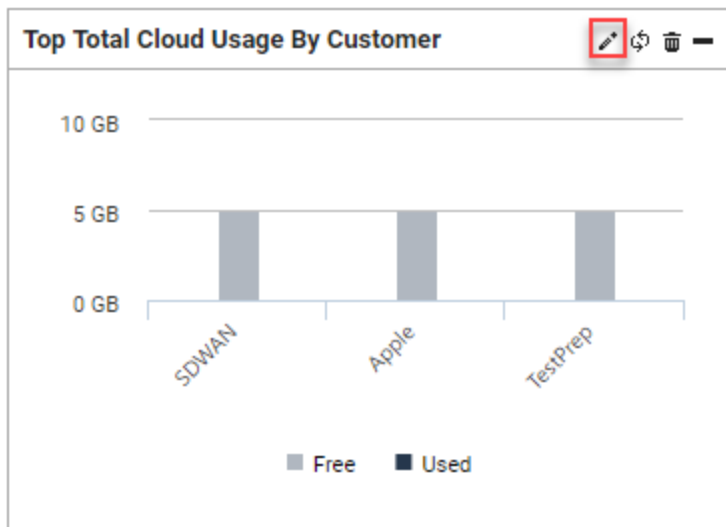 Top Total Cloud Usage By Customer
10 GB
5 GB
0 GB
SDWAN
Apple
TestPrep
Free Used